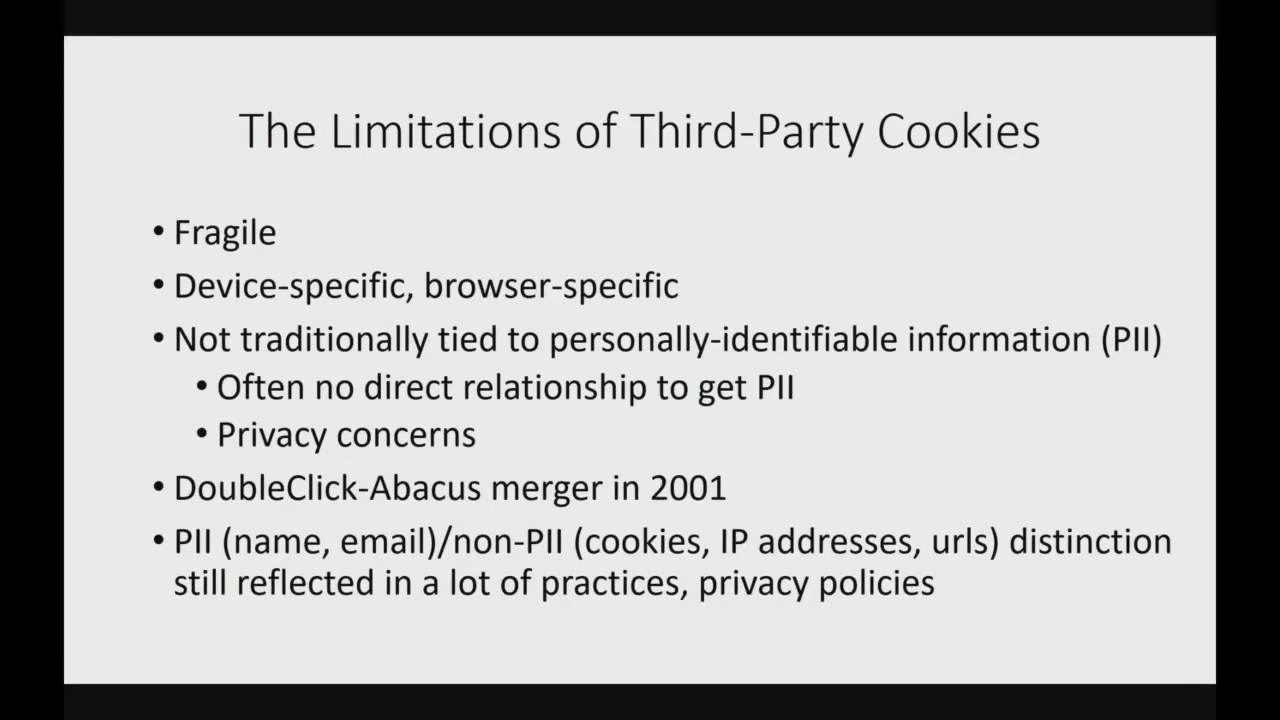 The Limitations of Third-Party Cookies
• Fragile
• Device-specific, browser-specific
• Not traditionally tied to personally-identifiable information (PII)
• Often no direct relationship to get PII
• Privacy concerns
• DoubleClick-Abacus merger in 2001
• PII (name, email)/non-PII (cookies, IP addresses, urls) distinction
still reflected in a lot of practices, privacy policies